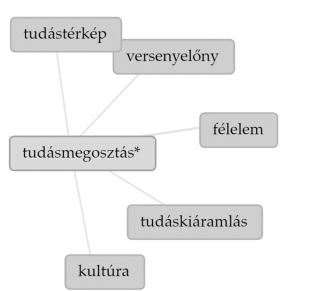 tudástérkép
versenyelőny
félelem
tudásmegosztás*
tudáskiáramlás
kultúra